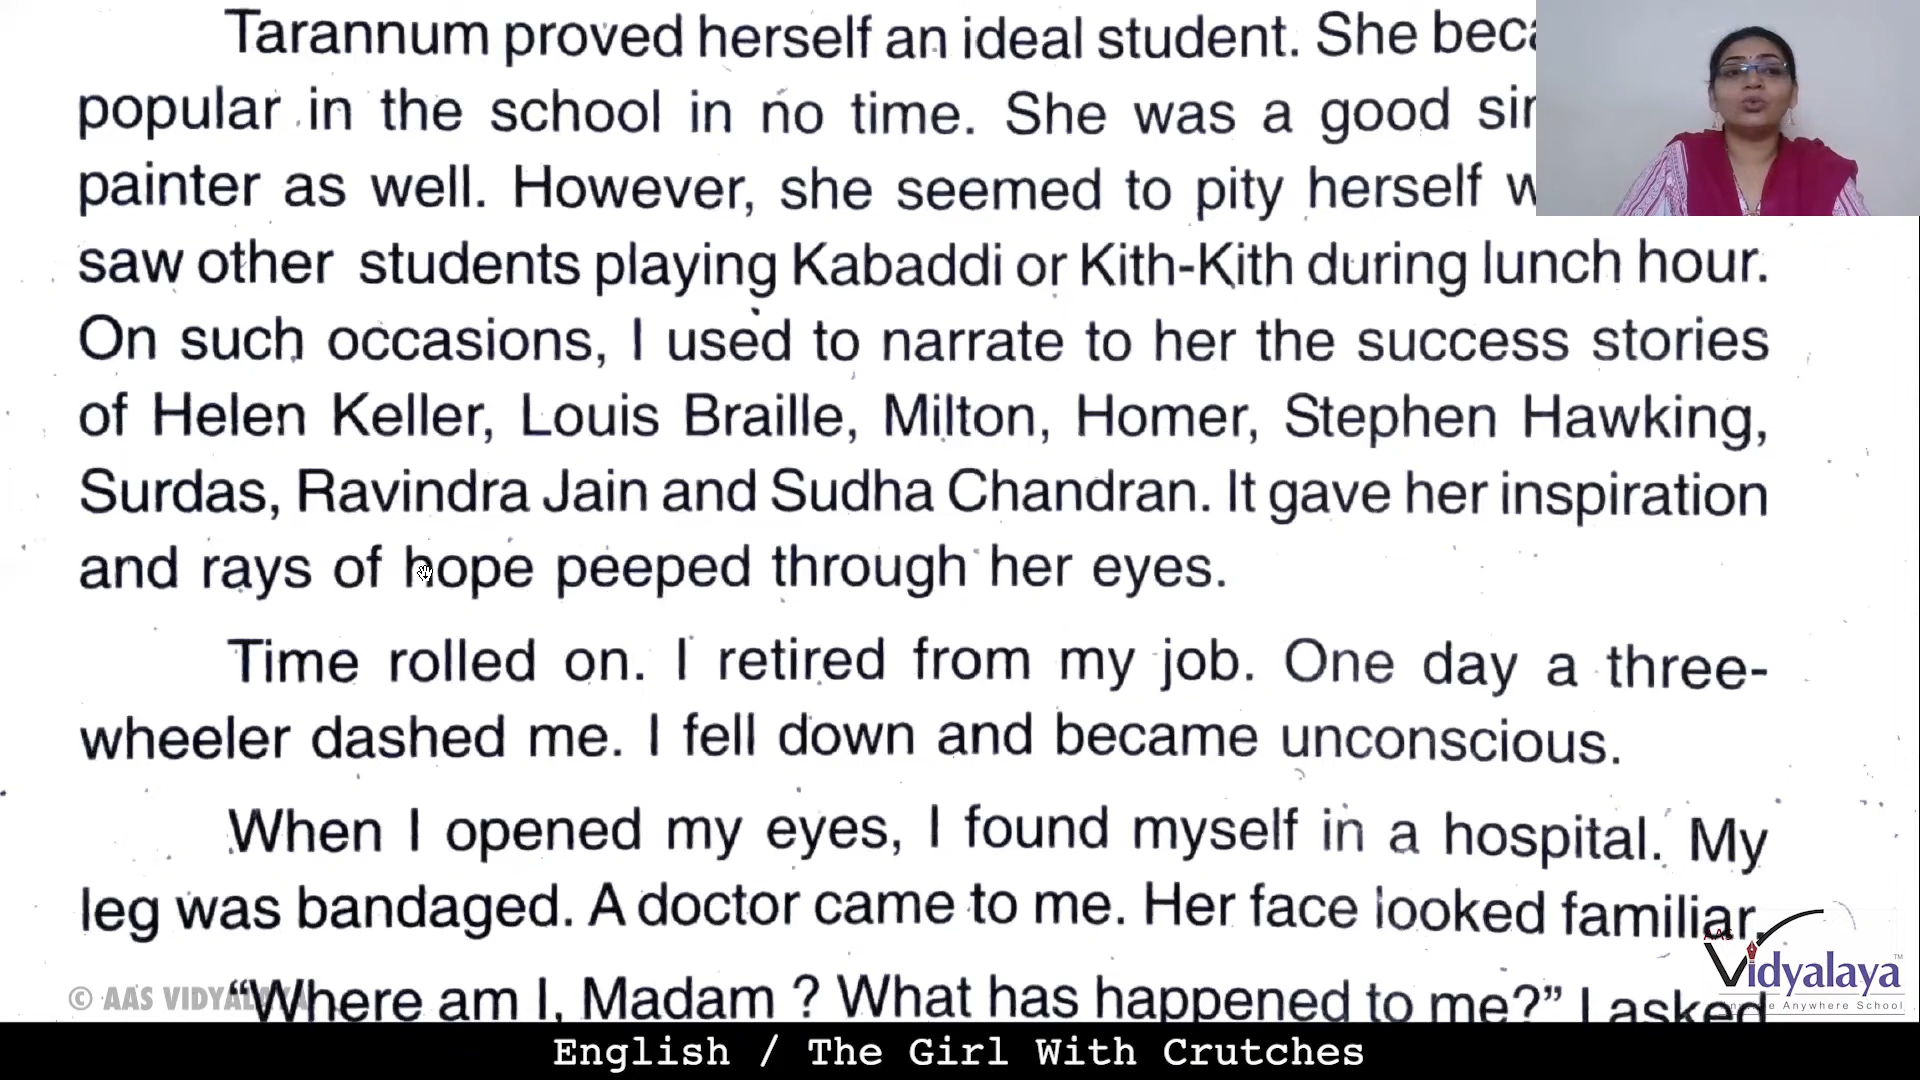 Tarannum proved herself an ideal student. She
popular in the school in no time. She was a good
painter as well. However, she seemed to pity herself
saw other students playing Kabaddi or Kith-Kith during lunch hour.
On such occasions, I used to narrate to her the success stories
of Helen Keller, Louis Braille, Milton, Homer, Stephen Hawking,
Surdas, Ravindra Jain and Sudha Chandran. It gave her inspiration
and rays of hope peeped through her eyes.
Time rolled on. I retired from my job. One day a three-
wheeler dashed me. I fell down and became unconscious.
When I opened my eyes, I found myself in a hospital. My
leg was bandaged. A doctor came to me. Her face looked familiar.
"Where am I, Madam ? What has happened to me?" I asked
© AAS VIDYALAYA
AAS
Vidyalaya
Anywhere School
English / The Girl With Crutches